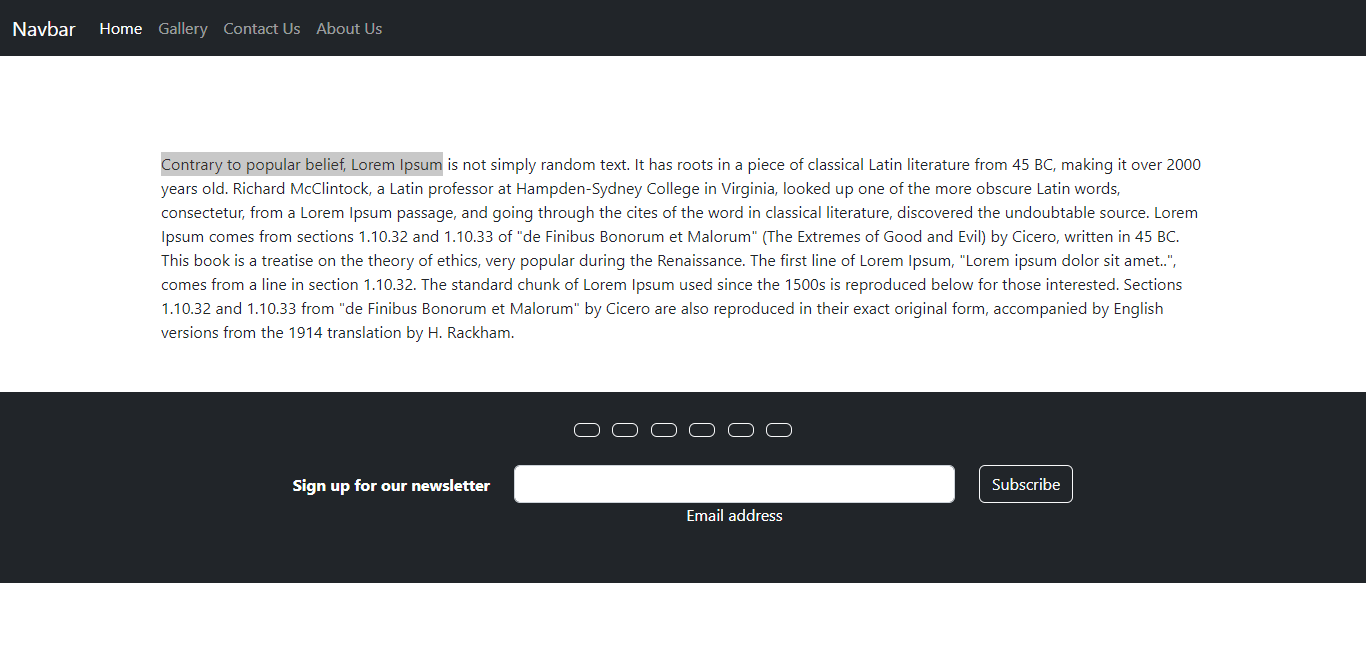 Navbar Home Gallery Contact Us About Us
Contrary to popular belief, Lorem Ipsum is not simply random text. It has roots in a piece of classical Latin literature from 45 BC, making it over 2000
years old. Richard McClintock, a Latin professor at Hampden-Sydney College in Virginia, looked up one of the more obscure Latin words,
consectetur, from a Lorem Ipsum passage, and going through the cites of the word in classical literature, discovered the undoubtable source. Lorem
Ipsum comes from sections 1.10.32 and 1.10.33 of "de Finibus Bonorum et Malorum" (The Extremes of Good and Evil) by Cicero, written in 45 BC.
This book is a treatise on the theory of ethics, very popular during the Renaissance. The first line of Lorem Ipsum, "Lorem ipsum dolor sit amet..",
comes from a line in section 1.10.32. The standard chunk of Lorem Ipsum used since the 1500s is reproduced below for those interested. Sections
1.10.32 and 1.10.33 from "de Finibus Bonorum et Malorum" by Cicero are also reproduced in their exact original form, accompanied by English
versions from the 1914 translation by H. Rackham.
Sign up for our newsletter Subscribe
Email address